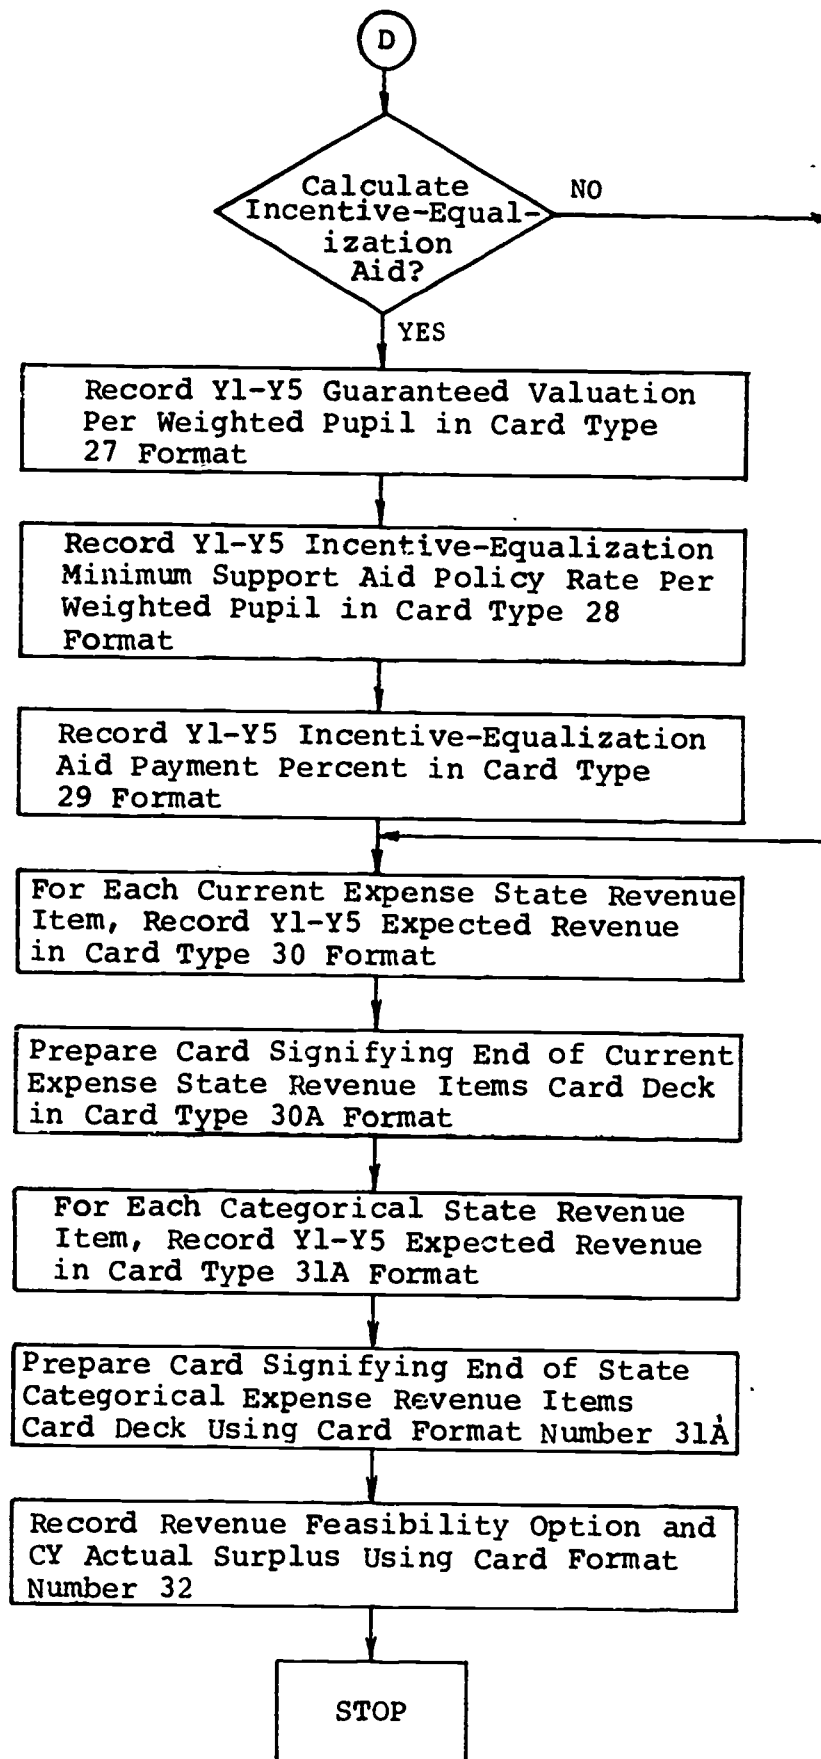 D
Calculate
Incentive-Equal-
ization
Aid?
NO
YES
Record Y1-Y5 Guaranteed Valuation
Per Weighted Pupil in Card Type
27 Format
Record Y1-Y5 Incentive-Equalization
Minimum Support Aid Policy Rate Per
Weighted Pupil in Card Type 28
Format
Record Y1-Y5 Incentive-Equalization
Aid Payment Percent in Card Type
29 Format
For Each Current Expense State Revenue
Item, Record Y1-Y5 Expected Revenue
in Card Type 30 Format
Prepare Card Signifying End of Current
Expense State Revenue Items Card Deck
in Card Type 30A Format
For Each Categorical State Revenue
Item, Record Y1-Y5 Expected Revenue
in Card Type 31A Format
Prepare Card Signifying End of State
Categorical Expense Revenue Items
Card Deck Using Card Format Number 31A
Record Revenue Feasibility Option and
CY Actual Surplus Using Card Format
Number 32
STOP